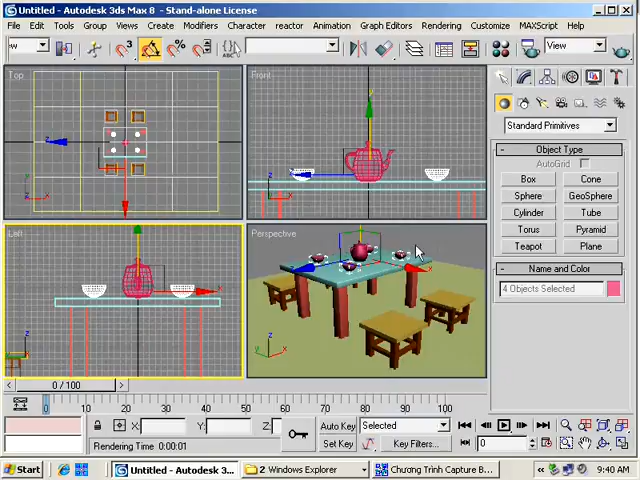 Untitled - Autodesk 3ds Max 8 - Stand-alone License
File Edit Tools Group Views Create Modifiers Character reactor Animation Graph Editors Rendering Customize MAXScript Help
ew View
Top Front
Left Perspective
Standard Primitives
Object Type
AutoGrid
Box Cone
Sphere GeoSphere
Cylinder Tube
Torus Pyramid
Teapot Plane
Name and Color
4 Objects Selected
0 / 100
0 10 20 30 40 50 60 70 80 90 100
X: Y: Z: Auto Key Selected
Set Key Key Filters... 0
Rendering Time 0:00:01
Start Untitled - Autodesk 3... 2 Windows Explorer Chương Trình Capture B... 9:40 AM